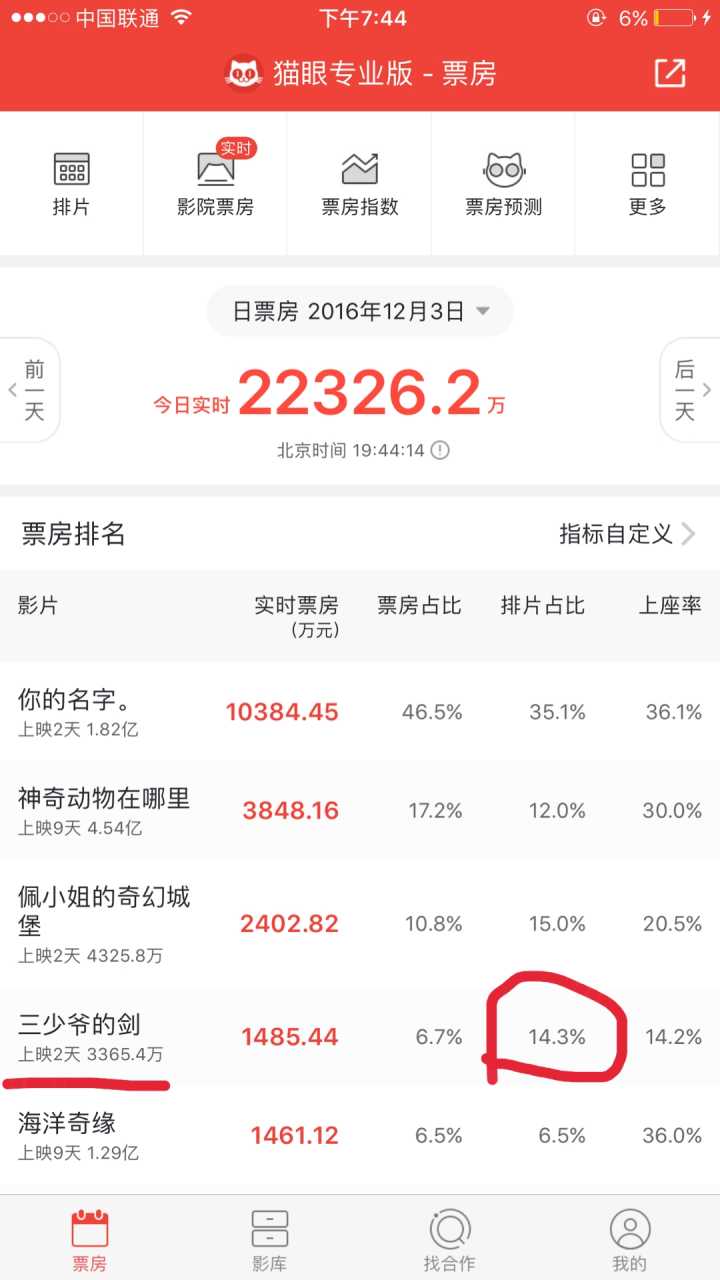 中国联通 下午7:44 6%
猫眼专业版 - 票房
实时
排片 影院票房 票房指数 票房预测 更多
日票房 2016年12月3日
前一天 今日实时 22326.2 万 后一天
北京时间 19:44:14
票房排名 指标自定义
影片 实时票房 票房占比 排片占比 上座率
(万元)
你的名字。 10384.45 46.5% 35.1% 36.1%
上映2天 1.82亿
神奇动物在哪里 3848.16 17.2% 12.0% 30.0%
上映9天 4.54亿
佩小姐的奇幻城
堡 2402.82 10.8% 15.0% 20.5%
上映2天 4325.8万
三少爷的剑 1485.44 6.7% 14.3% 14.2%
上映2天 3365.4万
海洋奇缘 1461.12 6.5% 6.5% 36.0%
上映9天 1.29亿
票房 影库 找合作 我的